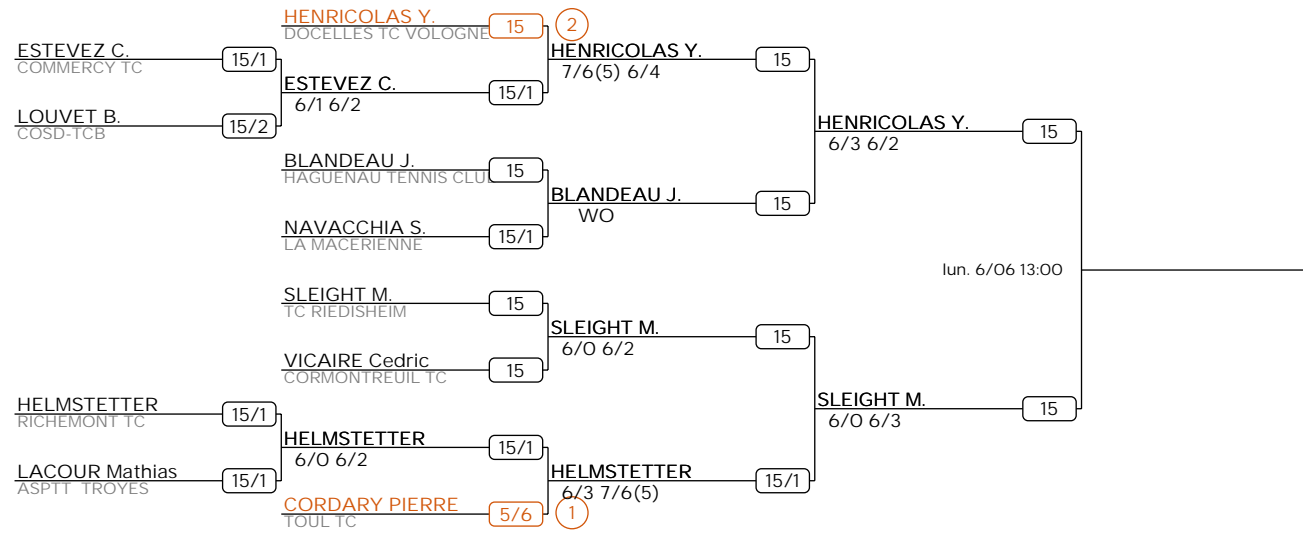 HENRICOLAS Y.
DOCELLES TC VOLOGNE
15
2
ESTEVEZ C.
COMMERCY TC
15/1
HENRICOLAS Y.
7/6(5) 6/4
15
ESTEVEZ C.
6/1 6/2
15/1
LOUVET B.
COSD-TCB
15/2
HENRICOLAS Y.
6/3 6/2
15
BLANDEAU J.
HAGUENAU TENNIS CLU
15
BLANDEAU J.
WO
15
NAVACCHIA S.
LA MACERIENNE
15/1
lun. 6/06 13:00
SLEIGHT M.
TC RIEDISHEIM
15
SLEIGHT M.
6/0 6/2
15
VICAIRE Cedric
CORMONTREUIL TC
15
SLEIGHT M.
6/0 6/3
15
HELMSTETTER
RICHEMONT TC
15/1
HELMSTETTER
6/0 6/2
15/1
LACOUR Mathias
ASPTT TROYES
15/1
HELMSTETTER
6/3 7/6(5)
15/1
CORDARY PIERRE
TOUL TC
5/6
1